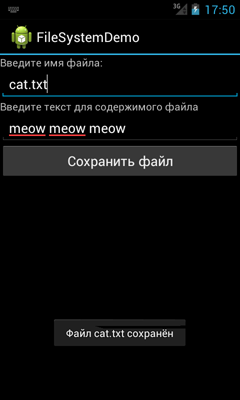 3G 17:50
FileSystemDemo
Введите имя файла:
cat.txt
Введите текст для содержимого файла
meow meow meow
Сохранить файл
Файл cat.txt сохранён